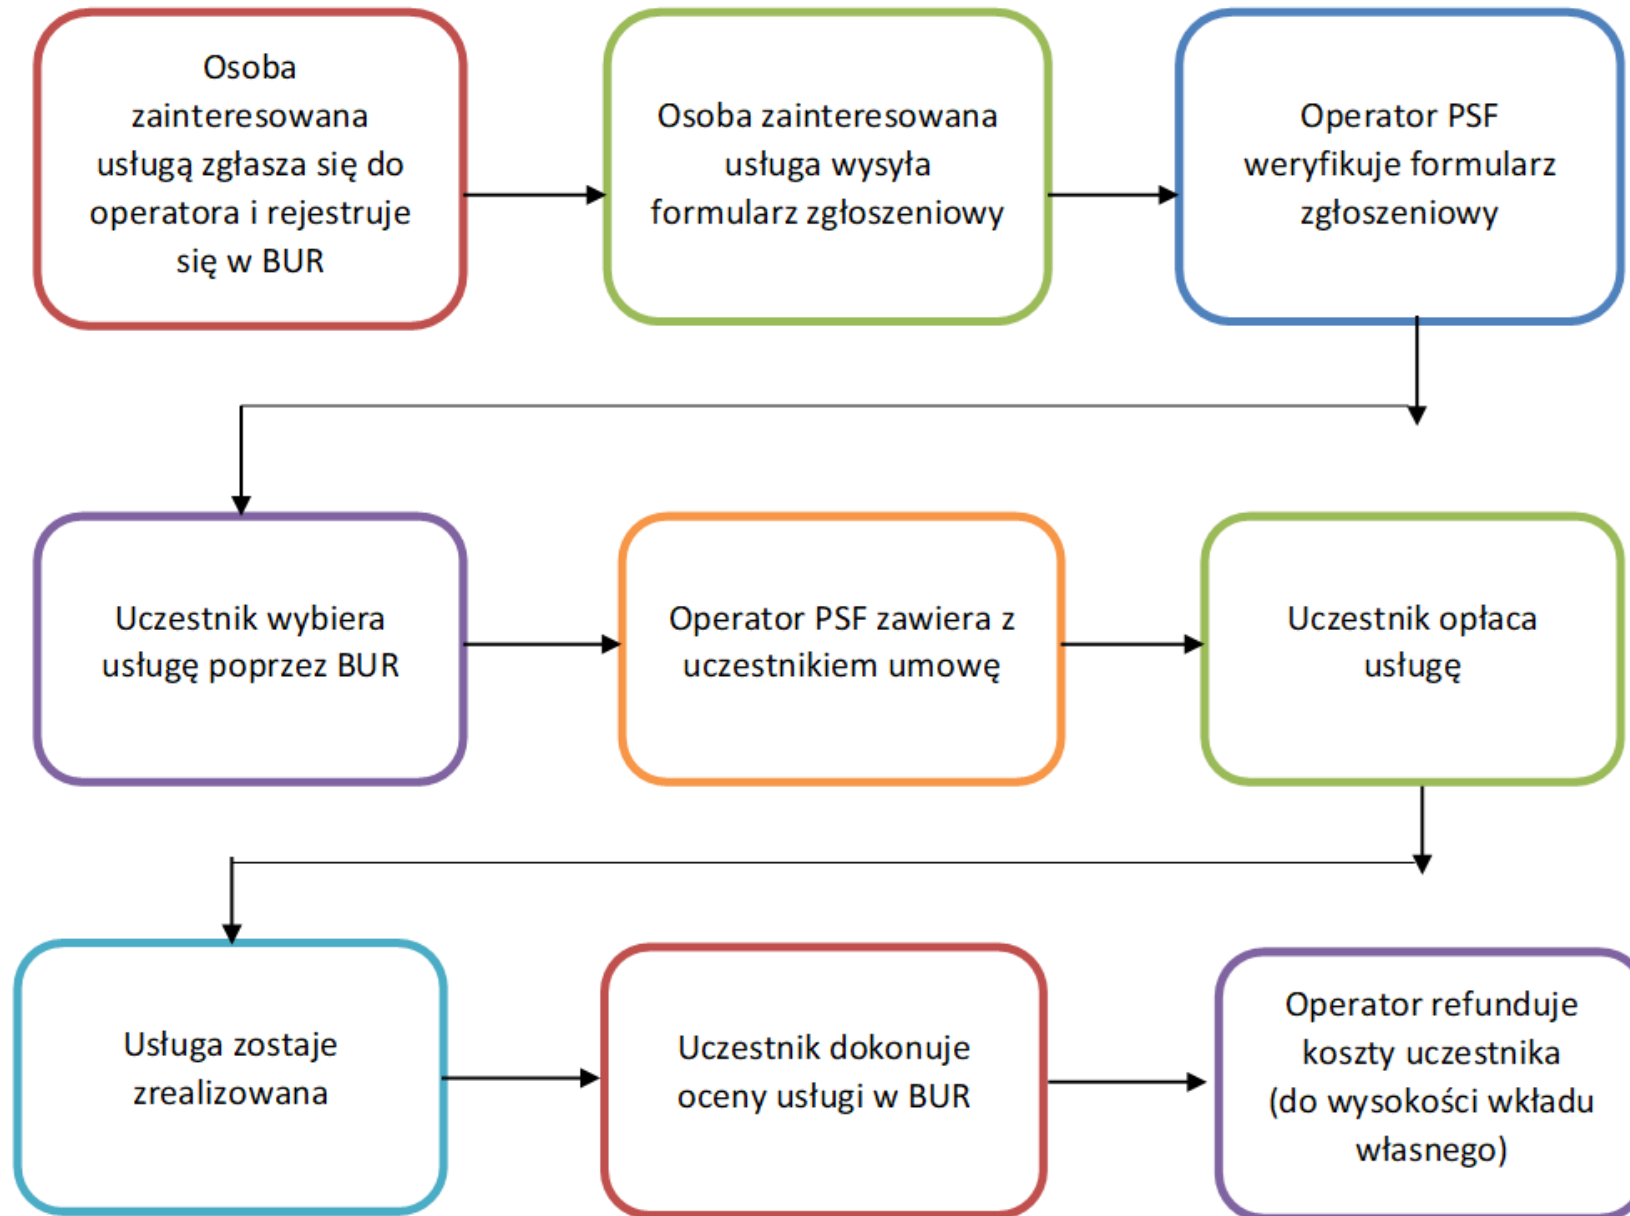 Osoba
zainteresowana
usługą zgłasza się do
operatora i rejestruje
się w BUR
Osoba zainteresowana
usługa wysyła
formularz zgłoszeniowy
Operator PSF
weryfikuje formularz
zgłoszeniowy
Uczestnik wybiera
usługę poprzez BUR
Operator PSF zawiera z
uczestnikiem umowę
Uczestnik opłaca
usługę
Usługa zostaje
zrealizowana
Uczestnik dokonuje
oceny usługi w BUR
Operator refunduje
koszty uczestnika
(do wysokości wkładu
własnego)